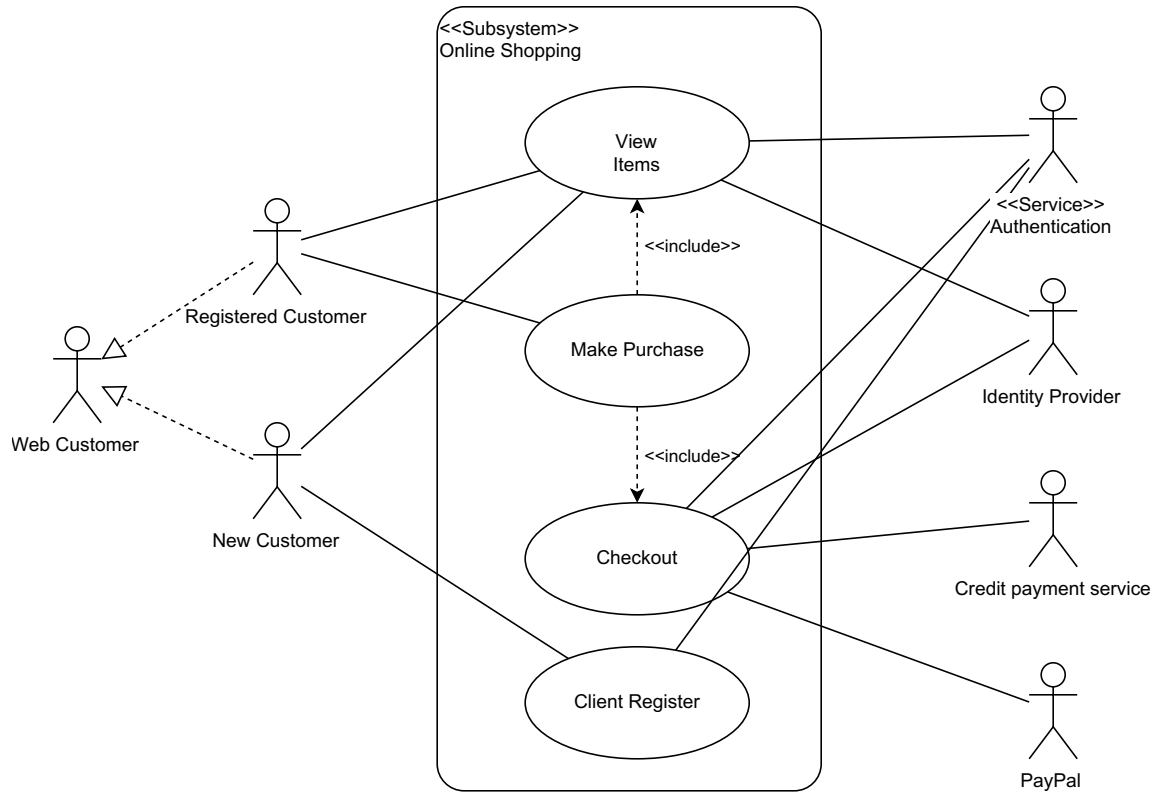 <<Subsystem>>
Online Shopping
View
Items
<<Service>>
Authentication
<<include>>
Registered Customer
Make Purchase
Identity Provider
Web Customer
<<include>>
New Customer
Checkout
Credit payment service
Client Register
PayPal